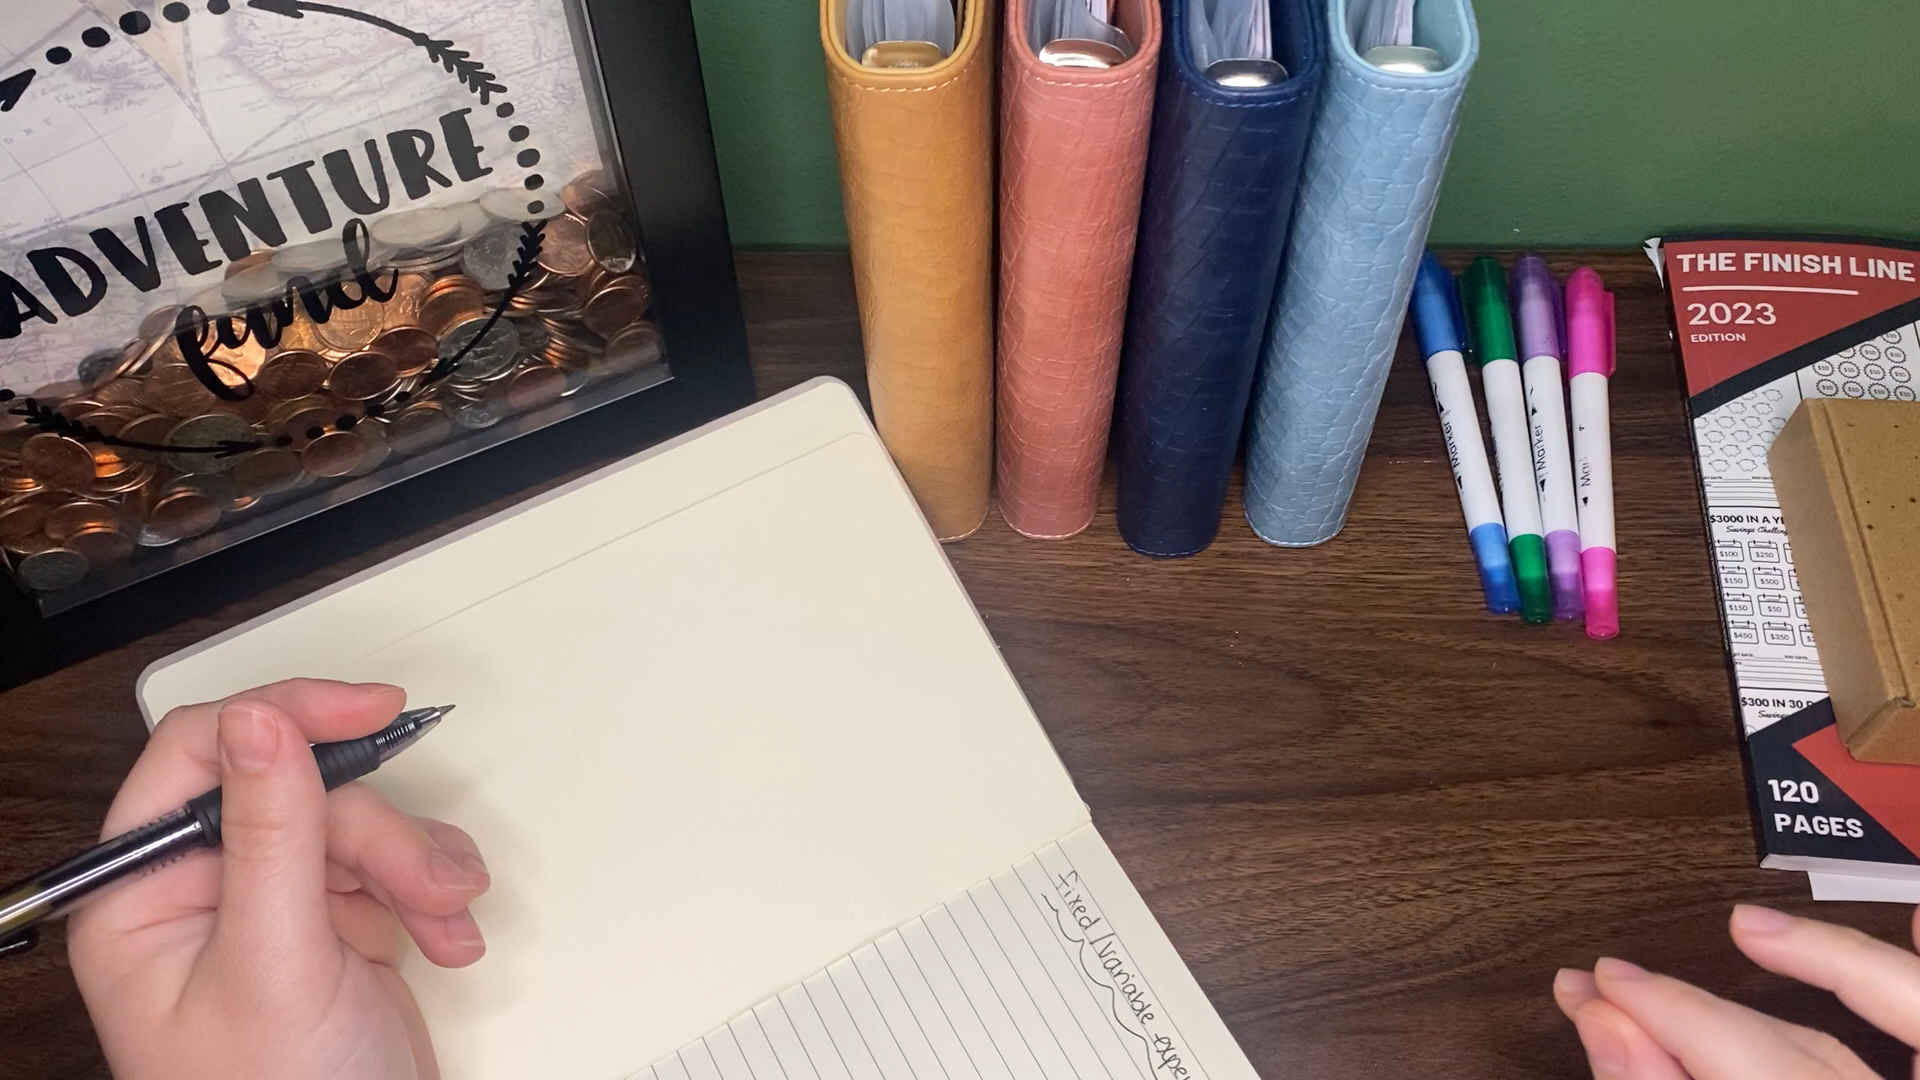 ADVENTURE
fund
THE FINISH LINE
2023
EDITION
$3000 IN A YE
$100 $250
$150 $500
$150 $50
$450 $350
$300 IN 30 D
120
PAGES
Marker
Marker
Mar
fixed/variable expen